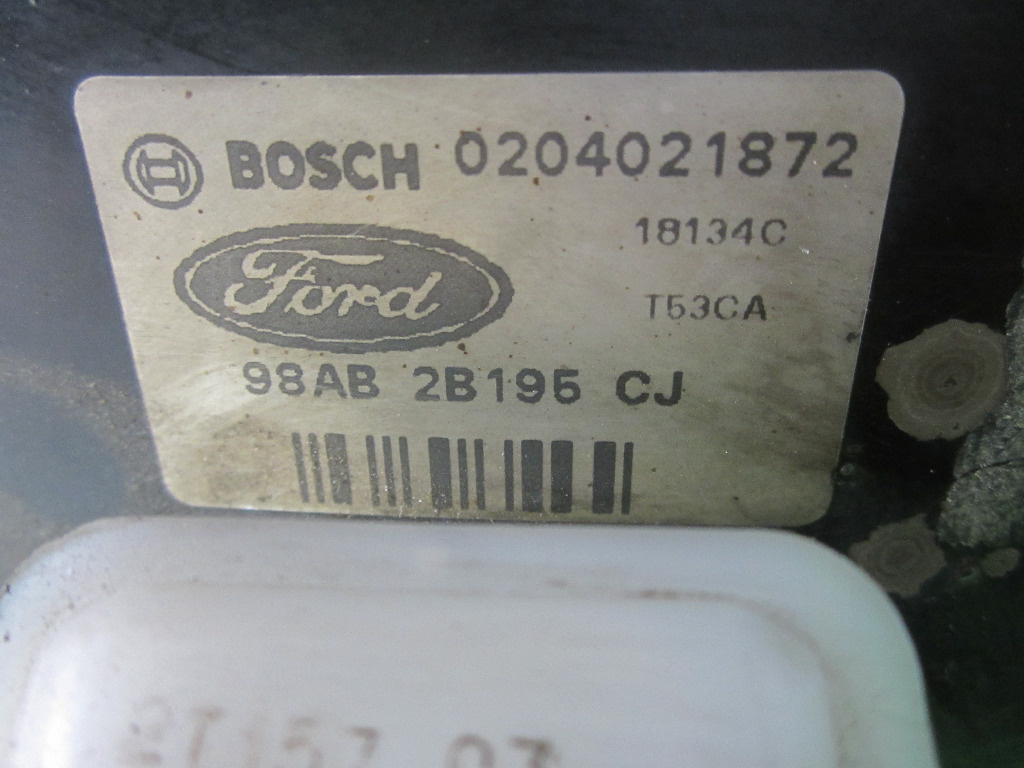 BOSCH 0204021872
18134C
Ford
T53CA
98AB 2B195 CJ